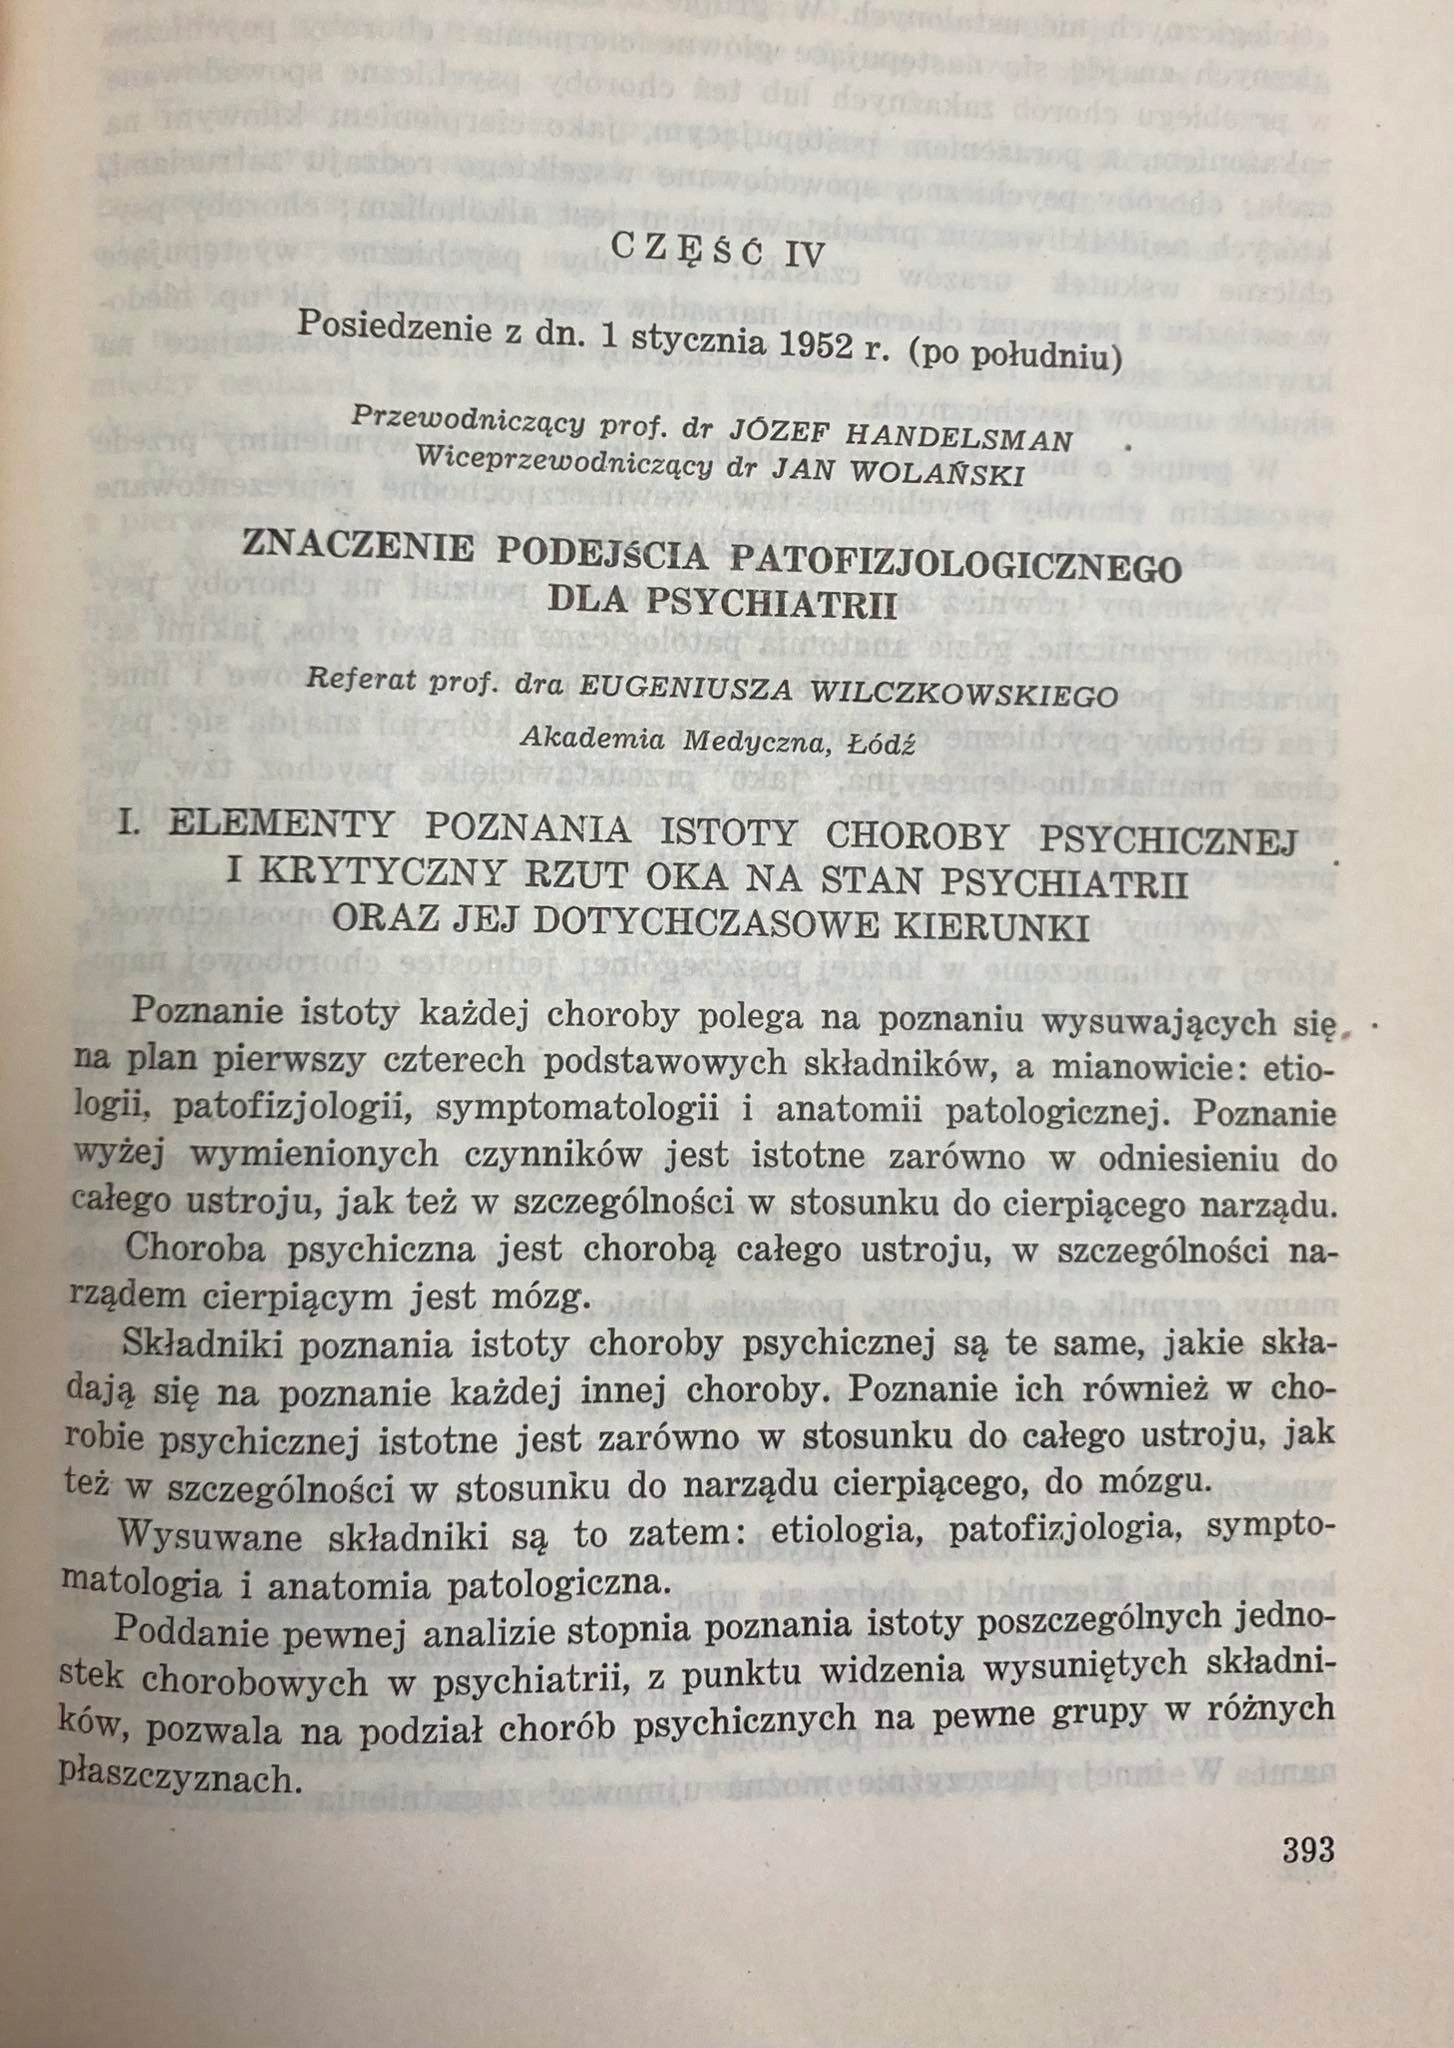 CZĘŚĆ IV
Posiedzenie z dn. 1 stycznia 1952 r. (po południu)
Przewodniczący prof. dr JÓZEF HANDELSMAN
Wiceprzewodniczący dr JAN WOLAŃSKI
ZNACZENIE PODEJŚCIA PATOFIZJOLOGICZNEGO
DLA PSYCHIATRII
Referat prof. dra EUGENIUSZA WILCZKOWSKIEGO
Akademia Medyczna, Łódź
I. ELEMENTY POZNANIA ISTOTY CHOROBY PSYCHICZNEJ
I KRYTYCZNY RZUT OKA NA STAN PSYCHIATRII
ORAZ JEJ DOTYCHCZASOWE KIERUNKI
Poznanie istoty każdej choroby polega na poznaniu wysuwających się
na plan pierwszy czterech podstawowych składników, a mianowicie: etio-
logii, patofizjologii, symptomatologii i anatomii patologicznej. Poznanie
wyżej wymienionych czynników jest istotne zarówno w odniesieniu do
całego ustroju, jak też w szczególności w stosunku do cierpiącego narządu.
Choroba psychiczna jest chorobą całego ustroju, w szczególności na-
rządem cierpiącym jest mózg.
Składniki poznania istoty choroby psychicznej są te same, jakie skła-
dają się na poznanie każdej innej choroby. Poznanie ich również w cho-
robie psychicznej istotne jest zarówno w stosunku do całego ustroju, jak
też w szczególności w stosunku do narządu cierpiącego, do mózgu.
Wysuwane składniki są to zatem: etiologia, patofizjologia, sympto-
matologia i anatomia patologiczna.
Poddanie pewnej analizie stopnia poznania istoty poszczególnych jedno-
stek chorobowych w psychiatrii, z punktu widzenia wysuniętych składni-
ków, pozwala na podział chorób psychicznych na pewne grupy w różnych
płaszczyznach.
393